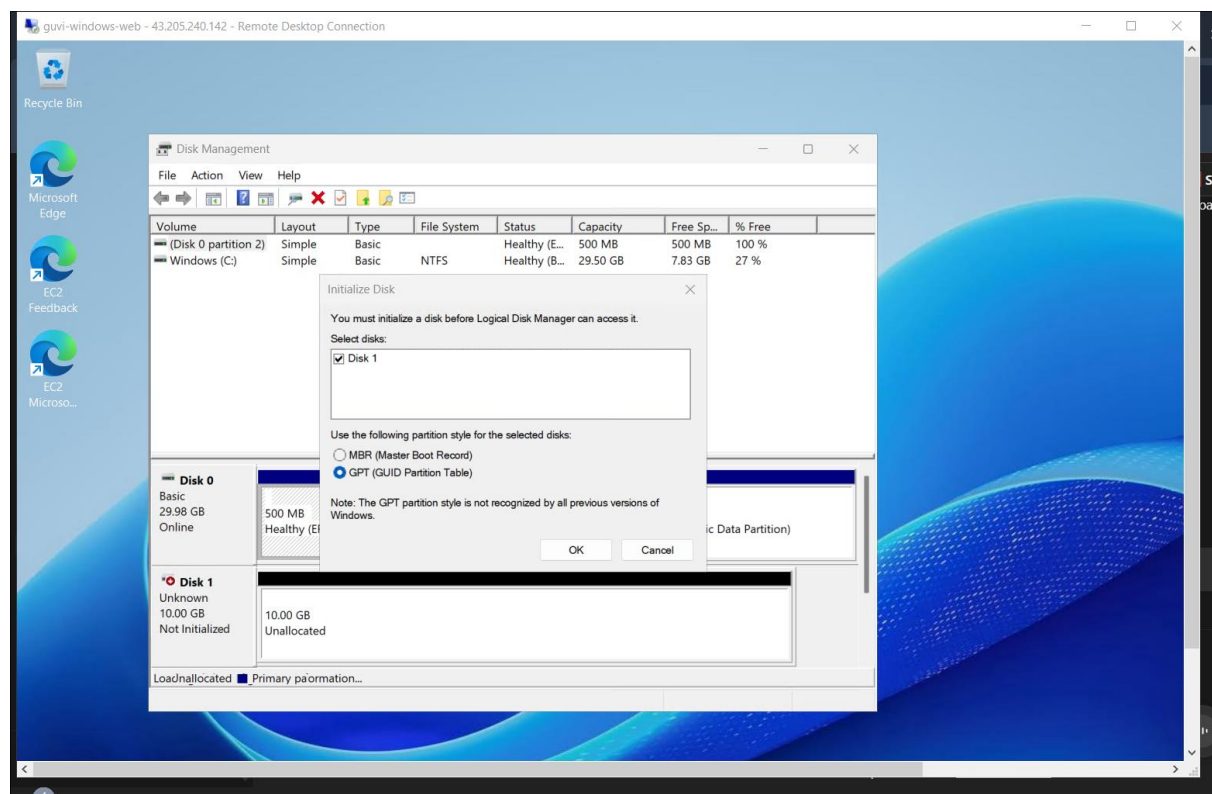 guvi-windows-web - 43.205.240.142 - Remote Desktop Connection
Recycle Bin
Microsoft
Edge
EC2
Feedback
EC2
Microso...
Disk Management
File Action View Help
Volume Layout Type File System Status Capacity Free Sp... % Free
(Disk 0 partition 2) Simple Basic Healthy (E... 500 MB 500 MB 100 %
Windows (C:) Simple Basic NTFS Healthy (B... 29.50 GB 7.83 GB 27 %
Initialize Disk
You must initialize a disk before Logical Disk Manager can access it.
Select disks:
Disk 1
Use the following partition style for the selected disks:
MBR (Master Boot Record)
GPT (GUID Partition Table)
Note: The GPT partition style is not recognized by all previous versions of
Windows.
OK Cancel
Disk 0
Basic
29.98 GB
Online
500 MB
Healthy (EF
ic Data Partition)
Disk 1
Unknown
10.00 GB
Not Initialized
10.00 GB
Unallocated